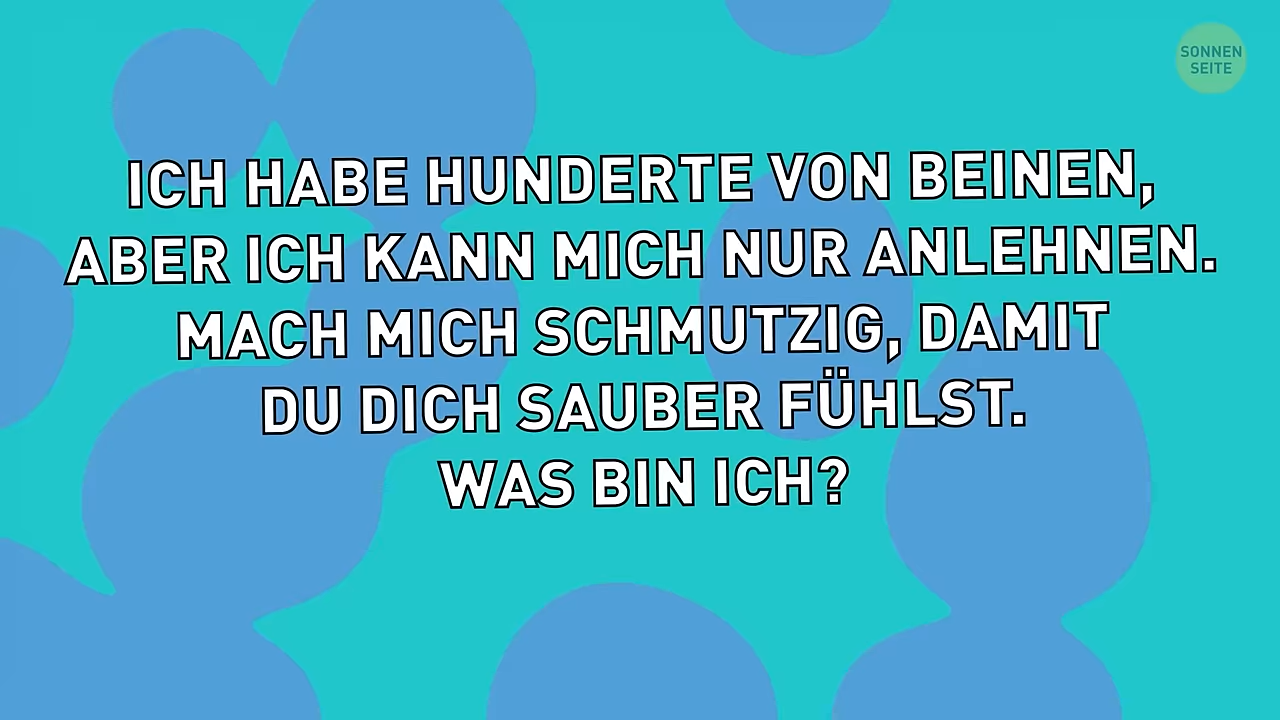 SONNEN
SEITE
ICH HABE HUNDERTE VON BEINEN,
ABER ICH KANN MICH NUR ANLEHNEN.
MACH MICH SCHMUTZIG, DAMIT
DU DICH SAUBER FÜHLST.
WAS BIN ICH?